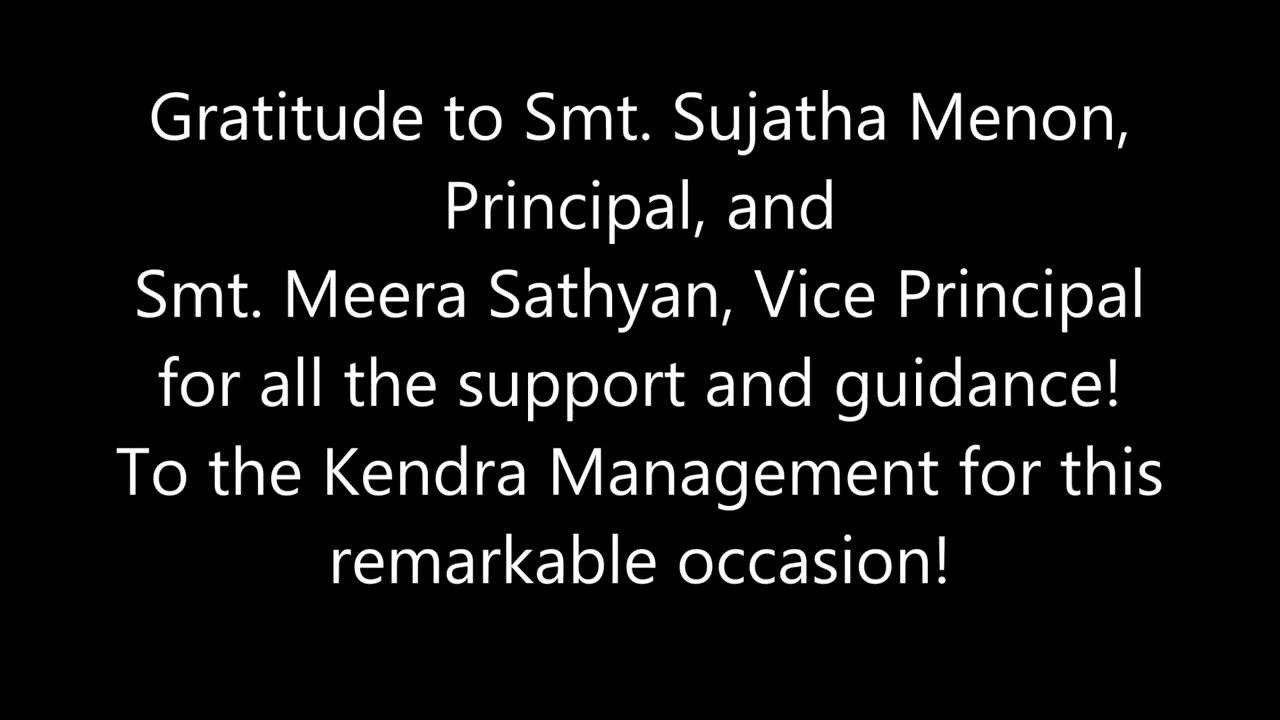 Gratitude to Smt. Sujatha Menon,
Principal, and
Smt. Meera Sathyan, Vice Principal
for all the support and guidance!
To the Kendra Management for this
remarkable occasion!